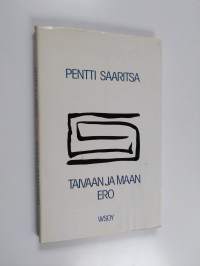 PENTTI SAARITSA
TAIVAAN JA MAAN
ERO
WSOY